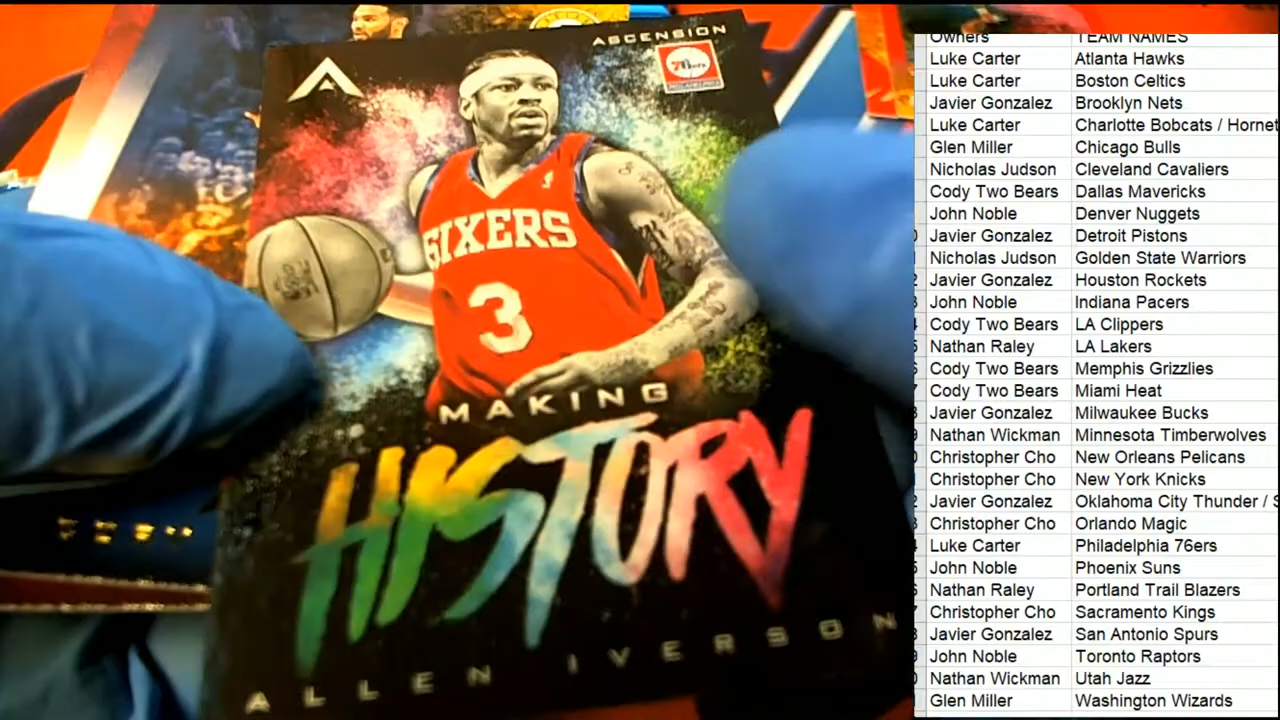 ASCENSION
76ers
PHILADELPHIA
SIXERS
3
MAKING
HISTORY
ALLEN IVERSON
Owners TEAM NAMES
Luke Carter Atlanta Hawks
Luke Carter Boston Celtics
Javier Gonzalez Brooklyn Nets
Luke Carter Charlotte Bobcats / Hornet
Glen Miller Chicago Bulls
Nicholas Judson Cleveland Cavaliers
Cody Two Bears Dallas Mavericks
John Noble Denver Nuggets
Javier Gonzalez Detroit Pistons
Nicholas Judson Golden State Warriors
Javier Gonzalez Houston Rockets
John Noble Indiana Pacers
Cody Two Bears LA Clippers
Nathan Raley LA Lakers
Cody Two Bears Memphis Grizzlies
Cody Two Bears Miami Heat
Javier Gonzalez Milwaukee Bucks
Nathan Wickman Minnesota Timberwolves
Christopher Cho New Orleans Pelicans
Christopher Cho New York Knicks
Javier Gonzalez Oklahoma City Thunder / S
Christopher Cho Orlando Magic
Luke Carter Philadelphia 76ers
John Noble Phoenix Suns
Nathan Raley Portland Trail Blazers
Christopher Cho Sacramento Kings
Javier Gonzalez San Antonio Spurs
John Noble Toronto Raptors
Nathan Wickman Utah Jazz
Glen Miller Washington Wizards